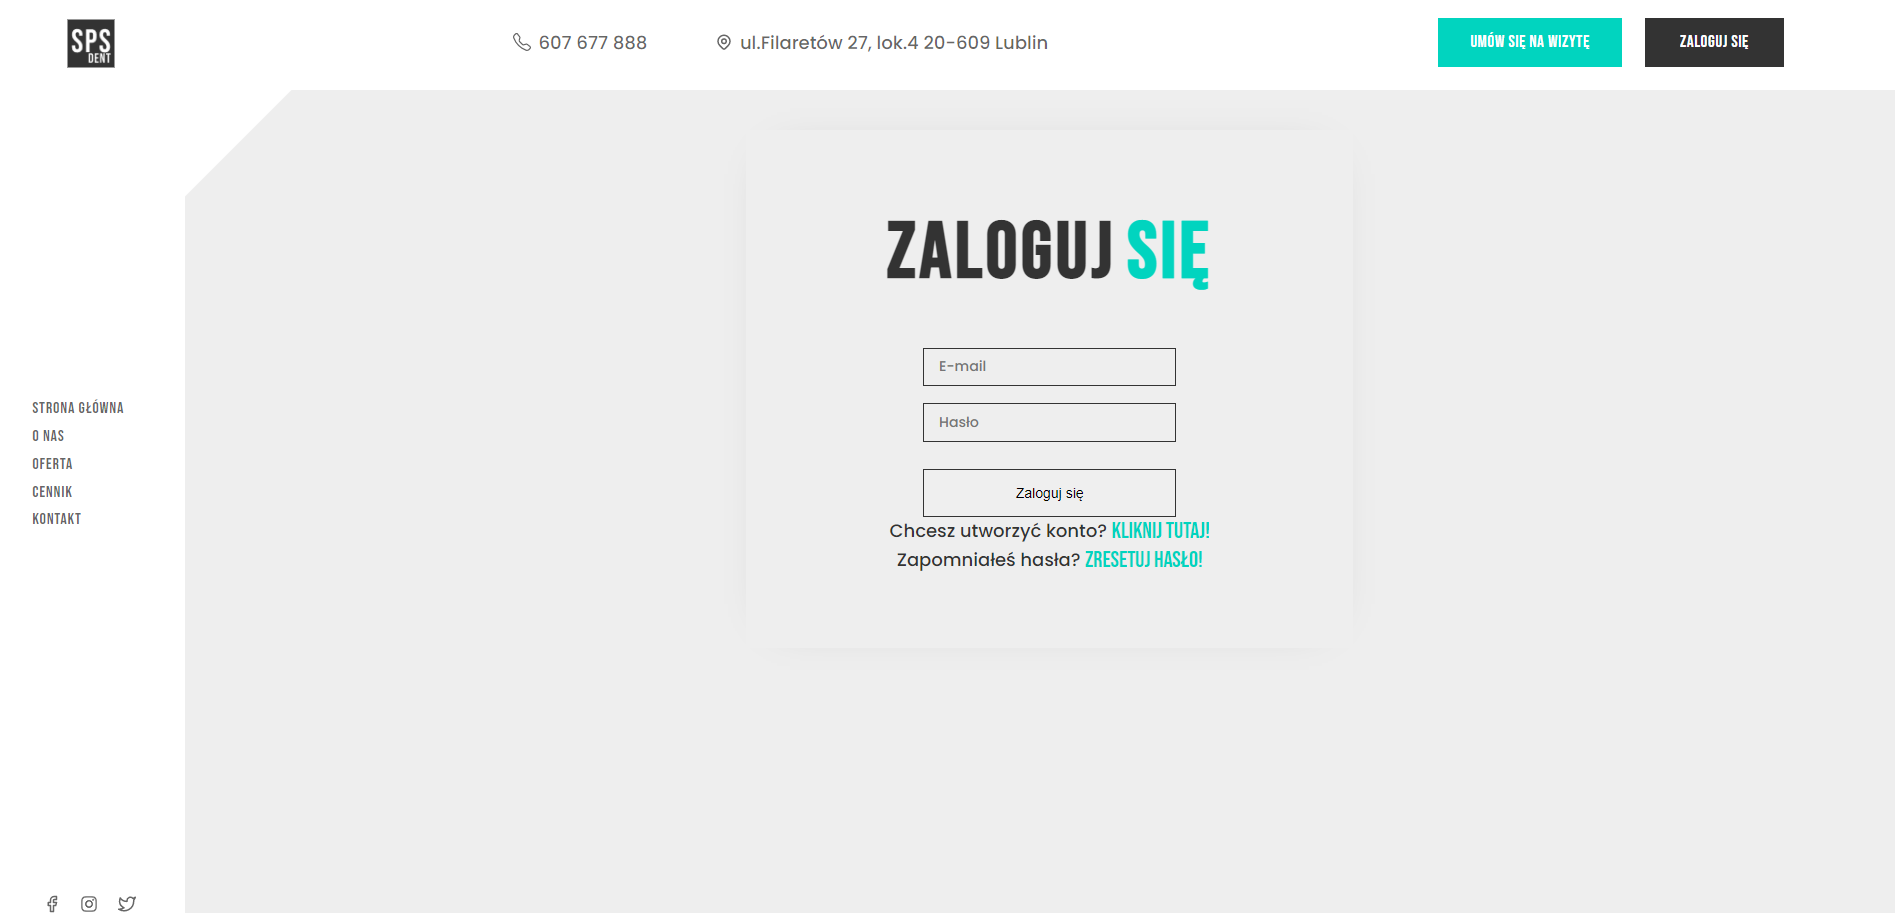 SPS
DENT
607 677 888
ul.Filaretów 27, lok.4 20-609 Lublin
UMÓW SIĘ NA WIZYTĘ
ZALOGUJ SIĘ
STRONA GŁÓWNA
O NAS
OFERTA
CENNIK
KONTAKT
ZALOGUJ SIĘ
E-mail
Hasło
Zaloguj się
Chcesz utworzyć konto? KLIKNIJ TUTAJ!
Zapomniałeś hasła? ZRESETUJ HASŁO!